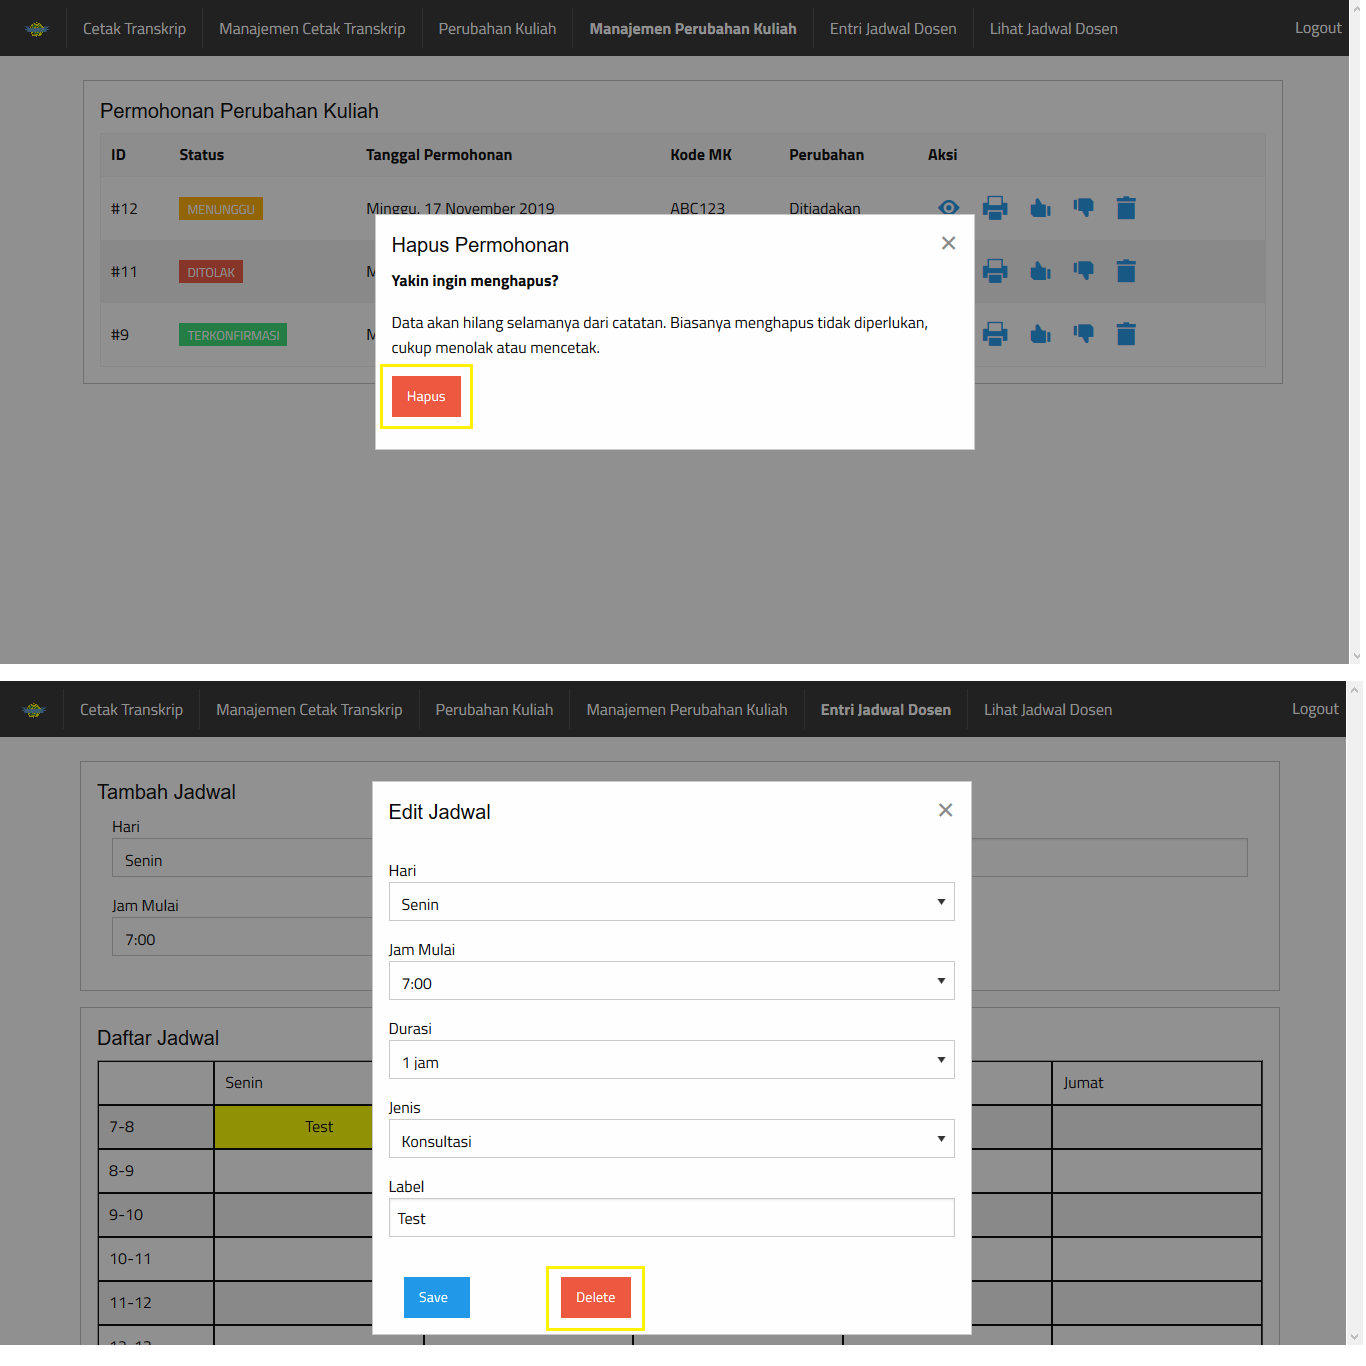 Cetak Transkrip Manajemen Cetak Transkrip Perubahan Kuliah Manajemen Perubahan Kuliah Entri Jadwal Dosen Lihat Jadwal Dosen Logout
Permohonan Perubahan Kuliah
ID Status Tanggal Permohonan Kode MK Perubahan Aksi
#12 MENUNGGU Minggu, 17 November 2019 ABC123 Ditiadakan
#11 DITOLAK
#9 TERKONFIRMASI
Hapus Permohonan
Yakin ingin menghapus?
Data akan hilang selamanya dari catatan. Biasanya menghapus tidak diperlukan,
cukup menolak atau mencetak.
Hapus
Cetak Transkrip Manajemen Cetak Transkrip Perubahan Kuliah Manajemen Perubahan Kuliah Entri Jadwal Dosen Lihat Jadwal Dosen Logout
Tambah Jadwal
Hari
Senin
Jam Mulai
7:00
Daftar Jadwal
Senin Jumat
7-8 Test
8-9
9-10
10-11
11-12
Edit Jadwal
Hari
Senin
Jam Mulai
7:00
Durasi
1 jam
Jenis
Konsultasi
Label
Test
Save Delete